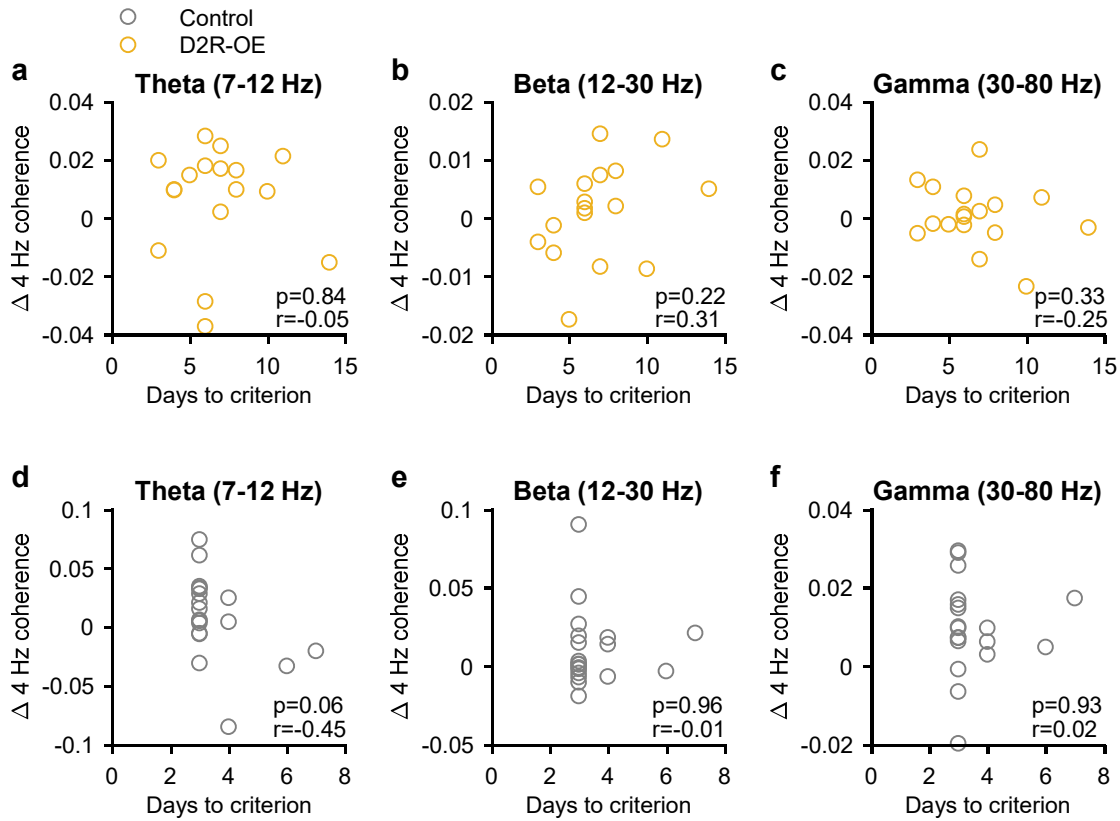 Control
D2R-OE
a
Theta (7-12 Hz)
0.04
0.02
0
-0.02
-0.04
Δ 4 Hz coherence
p=0.84
r=-0.05
0 5 10 15
Days to criterion
b
Beta (12-30 Hz)
0.02
0.01
0
-0.01
-0.02
Δ 4 Hz coherence
p=0.22
r=0.31
0 5 10 15
Days to criterion
c
Gamma (30-80 Hz)
0.04
0.02
0
-0.02
-0.04
Δ 4 Hz coherence
p=0.33
r=-0.25
0 5 10 15
Days to criterion
d
Theta (7-12 Hz)
0.1
0.05
0
-0.05
-0.1
Δ 4 Hz coherence
p=0.06
r=-0.45
0 2 4 6 8
Days to criterion
e
Beta (12-30 Hz)
0.1
0.05
0
-0.05
Δ 4 Hz coherence
p=0.96
r=-0.01
0 2 4 6 8
Days to criterion
f
Gamma (30-80 Hz)
0.04
0.02
0
-0.02
Δ 4 Hz coherence
p=0.93
r=0.02
0 2 4 6 8
Days to criterion